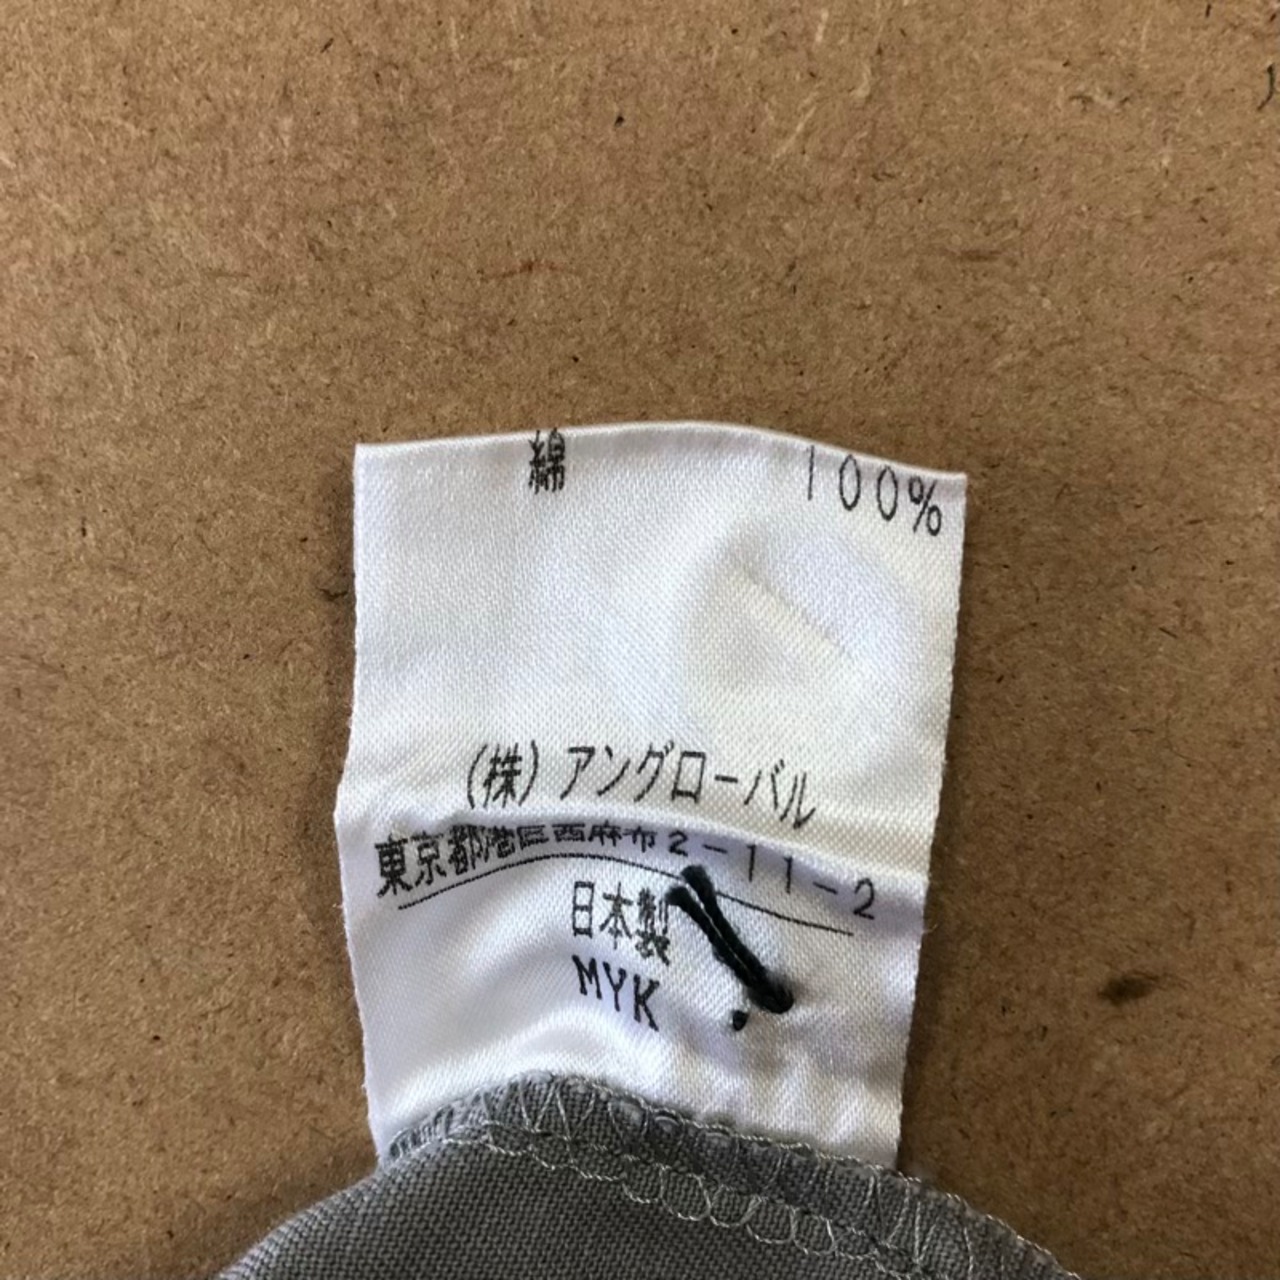 綿 100%
(株)アングローバル
東京都港区西麻布2-11-2
日本製
MYK